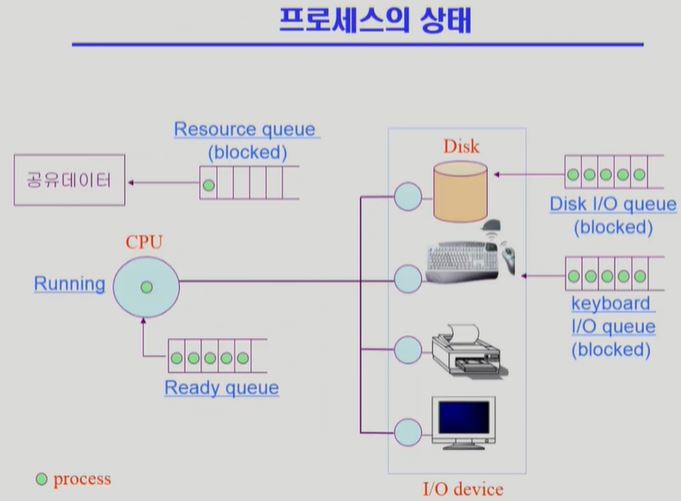 프로세스의 상태
Resource queue
(blocked)
공유데이터
CPU
Running
Ready queue
Disk
Disk I/O queue
(blocked)
keyboard
I/O queue
(blocked)
process
I/O device